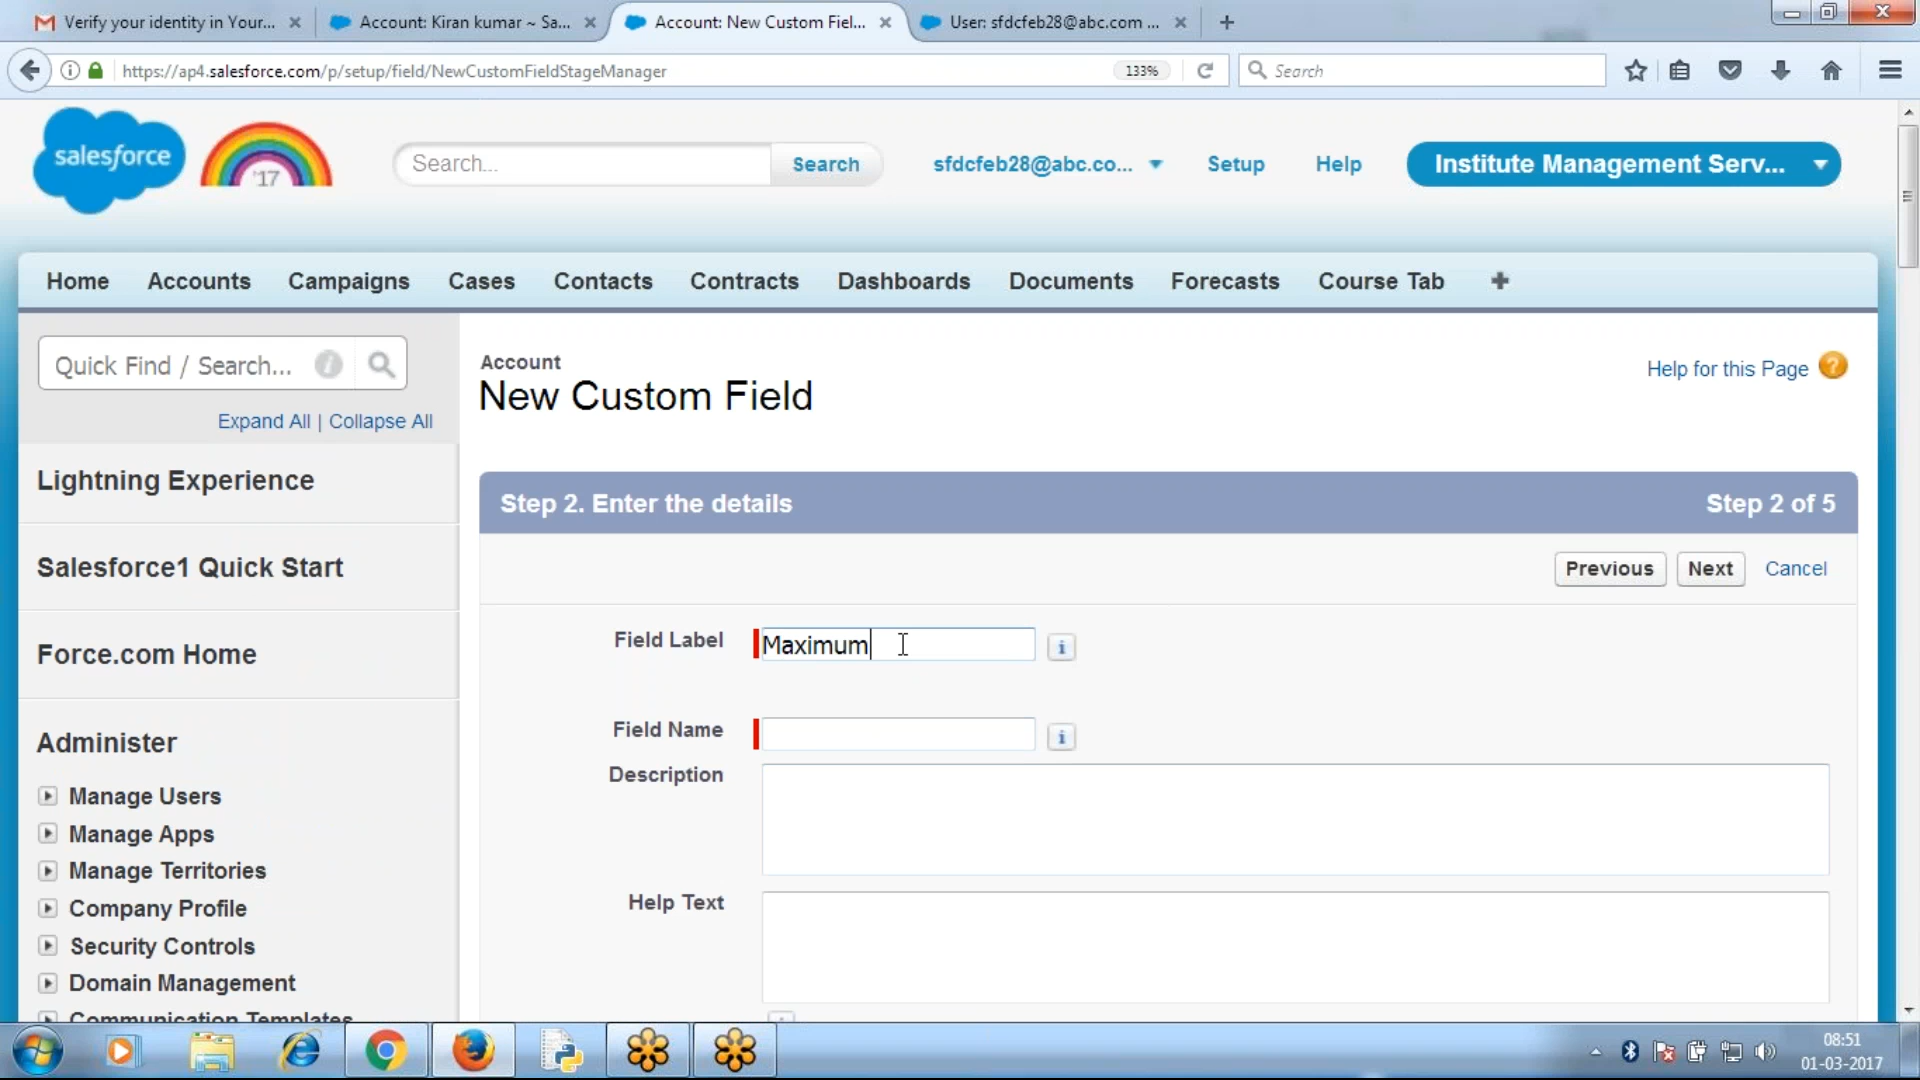 Verify your identity in Your...
Account: Kiran kumar ~ Sa...
Account: New Custom Fiel...
User: sfdcfeb28@abc.com ...
https://ap4.salesforce.com/p/setup/field/NewCustomFieldStageManager
133%
Search
salesforce
'17
Search...
Search
sfdcfeb28@abc.co...
Setup
Help
Institute Management Serv...
Home
Accounts
Campaigns
Cases
Contacts
Contracts
Dashboards
Documents
Forecasts
Course Tab
Quick Find / Search...
Expand All | Collapse All
Lightning Experience
Salesforce1 Quick Start
Force.com Home
Administer
Manage Users
Manage Apps
Manage Territories
Company Profile
Security Controls
Domain Management
Communication Templates
Account
New Custom Field
Help for this Page
Step 2. Enter the details
Step 2 of 5
Previous
Next
Cancel
Field Label
Maximum
Field Name
Description
Help Text
08:51
01-03-2017